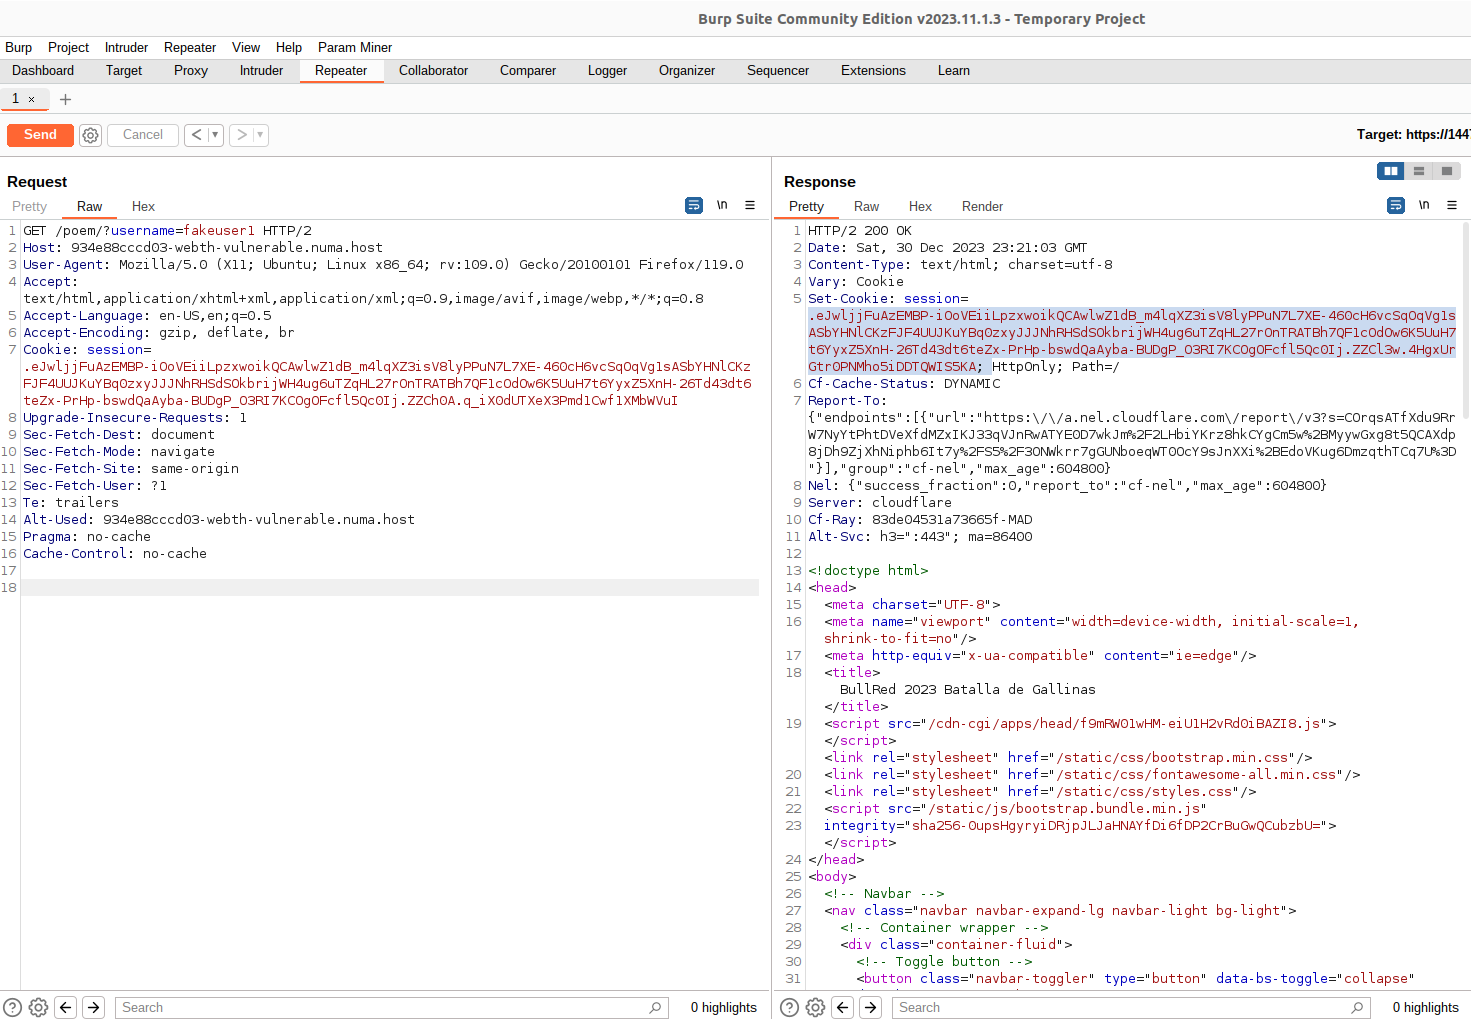 Burp Suite Community Edition v2023.11.1.3 - Temporary Project
Burp Project Intruder Repeater View Help Param Miner
Dashboard Target Proxy Intruder Repeater Collaborator Comparer Logger Organizer Sequencer Extensions Learn
1 × +
Send Cancel < > Target: https://144
Request
Pretty Raw Hex \n
1 GET /poem/?username=fakeuser1 HTTP/2
2 Host: 934e88cccd03-webth-vulnerable.numa.host
3 User-Agent: Mozilla/5.0 (X11; Ubuntu; Linux x86_64; rv:109.0) Gecko/20100101 Firefox/119.0
4 Accept:
text/html,application/xhtml+xml,application/xml;q=0.9,image/avif,image/webp,*/*;q=0.8
5 Accept-Language: en-US,en;q=0.5
6 Accept-Encoding: gzip, deflate, br
7 Cookie: session=
.eJwljjFuAzEMBP-iOoVEiiLpzxwoikQCAwlwZ1dB_m4lqXZ3isV8lyPPuN7L7XE-460cH6vcSqOqVg1sASbYHNlCKz
FJF4UUJKuYBq0zxyJJJNhRHSdSOkbrijWH4ug6uTZqHL27rOnTRATBh7QF1cOdOw6K5UuH7t6YyxZ5XnH-26Td43dt6
teZx-PrHp-bswdQaAyba-BUDgP_O3RI7KCOgOFcfl5Qc0Ij.ZZCh0A.q_iX0dUTXeX3Pmd1Cwf1XMbWVuI
8 Upgrade-Insecure-Requests: 1
9 Sec-Fetch-Dest: document
10 Sec-Fetch-Mode: navigate
11 Sec-Fetch-Site: same-origin
12 Sec-Fetch-User: ?1
13 Te: trailers
14 Alt-Used: 934e88cccd03-webth-vulnerable.numa.host
15 Pragma: no-cache
16 Cache-Control: no-cache
17
18
Search 0 highlights
Response
Pretty Raw Hex Render \n
1 HTTP/2 200 OK
2 Date: Sat, 30 Dec 2023 23:21:03 GMT
3 Content-Type: text/html; charset=utf-8
4 Vary: Cookie
5 Set-Cookie: session=
.eJwljjFuAzEMBP-iOoVEiiLpzxwoikQCAwlwZ1dB_m4lqXZ3isV8lyPPuN7L7XE-460cH6vcSqOqVg1s
ASbYHNlCKzFJF4UUJKuYBq0zxyJJJNhRHSdSOkbrijWH4ug6uTZqHL27rOnTRATBh7QF1cOdOw6K5UuH7
t6YyxZ5XnH-26Td43dt6teZx-PrHp-bswdQaAyba-BUDgP_O3RI7KCOgOFcfl5Qc0Ij.ZZCl3w.4HgxUr
Gtr0PNMho5iDDTQWIS5KA; HttpOnly; Path=/
6 Cf-Cache-Status: DYNAMIC
7 Report-To:
{"endpoints":[{"url":"https:\/\/a.nel.cloudflare.com\/report\/v3?s=COrqsATfXdu9Rr
W7NyYtPhtDVeXfdMZxIKJ33qVJnRwATYE0D7wkJm%2F2LHbiYKrz8hkCYgCm5w%2BMyywGxg8t5QCAXdp
8jDh9ZjXhNiphb6It7y%2FS5%2F3ONWkrr7gGUNboeqWT0OcY9sJnXXi%2BEdoVKug6DmzqthTCq7U%3D
"}],"group":"cf-nel","max_age":604800}
8 Nel: {"success_fraction":0,"report_to":"cf-nel","max_age":604800}
9 Server: cloudflare
10 Cf-Ray: 83de04531a73665f-MAD
11 Alt-Svc: h3=":443"; ma=86400
12
13 <!doctype html>
14 <head>
15 <meta charset="UTF-8">
16 <meta name="viewport" content="width=device-width, initial-scale=1,
shrink-to-fit=no"/>
17 <meta http-equiv="x-ua-compatible" content="ie=edge"/>
18 <title>
BullRed 2023 Batalla de Gallinas
</title>
19 <script src="/cdn-cgi/apps/head/f9mRW01wHM-eiU1H2vRd0iBAZI8.js">
</script>
<link rel="stylesheet" href="/static/css/bootstrap.min.css"/>
20 <link rel="stylesheet" href="/static/css/fontawesome-all.min.css"/>
21 <link rel="stylesheet" href="/static/css/styles.css"/>
22 <script src="/static/js/bootstrap.bundle.min.js"
23 integrity="sha256-OupsHgyryiDRjpJLJaHNAYfDi6fDP2CrBuGwQCubzbU=">
</script>
24 </head>
25 <body>
26 <!-- Navbar -->
27 <nav class="navbar navbar-expand-lg navbar-light bg-light">
28 <!-- Container wrapper -->
29 <div class="container-fluid">
30 <!-- Toggle button -->
31 <button class="navbar-toggler" type="button" data-bs-toggle="collapse"
Search 0 highlights